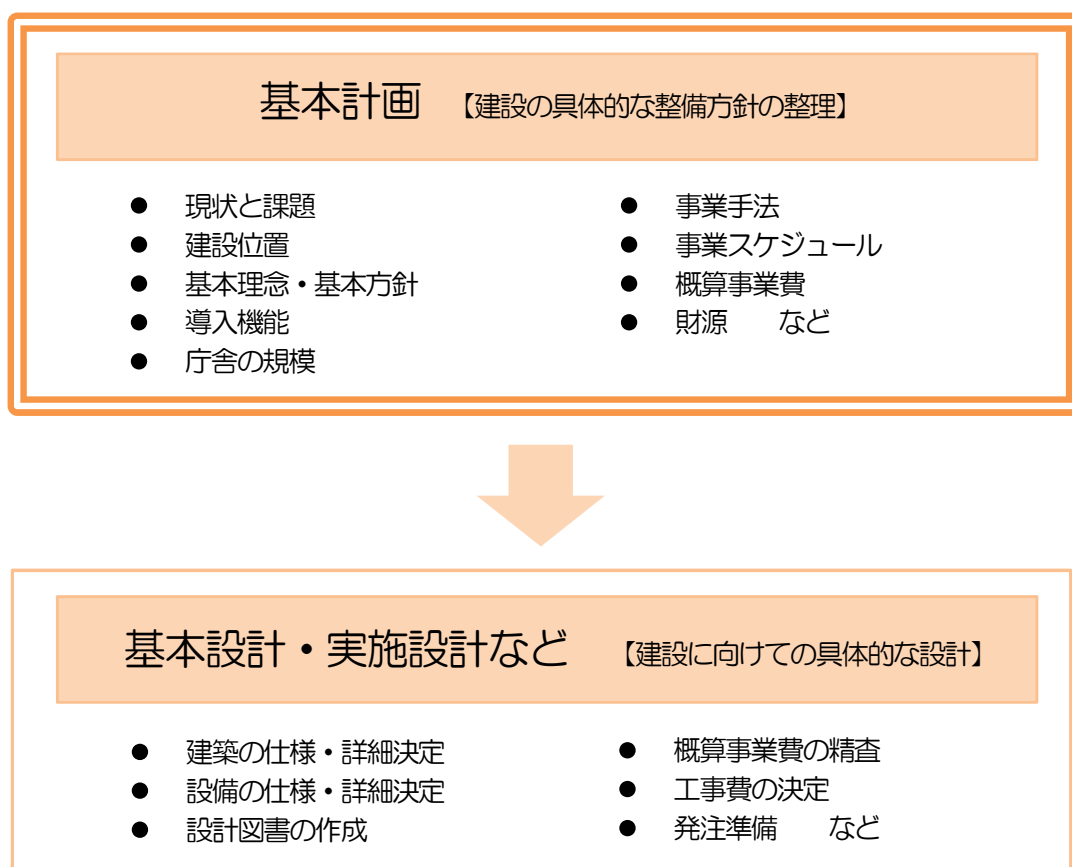 基本計画 【建設の具体的な整備方針の整理】
● 現状と課題
● 建設位置
● 基本理念・基本方針
● 導入機能
● 庁舎の規模
● 事業手法
● 事業スケジュール
● 概算事業費
● 財源 など
基本設計・実施設計など 【建設に向けての具体的な設計】
● 建築の仕様・詳細決定
● 設備の仕様・詳細決定
● 設計図書の作成
● 概算事業費の精査
● 工事費の決定
● 発注準備 など